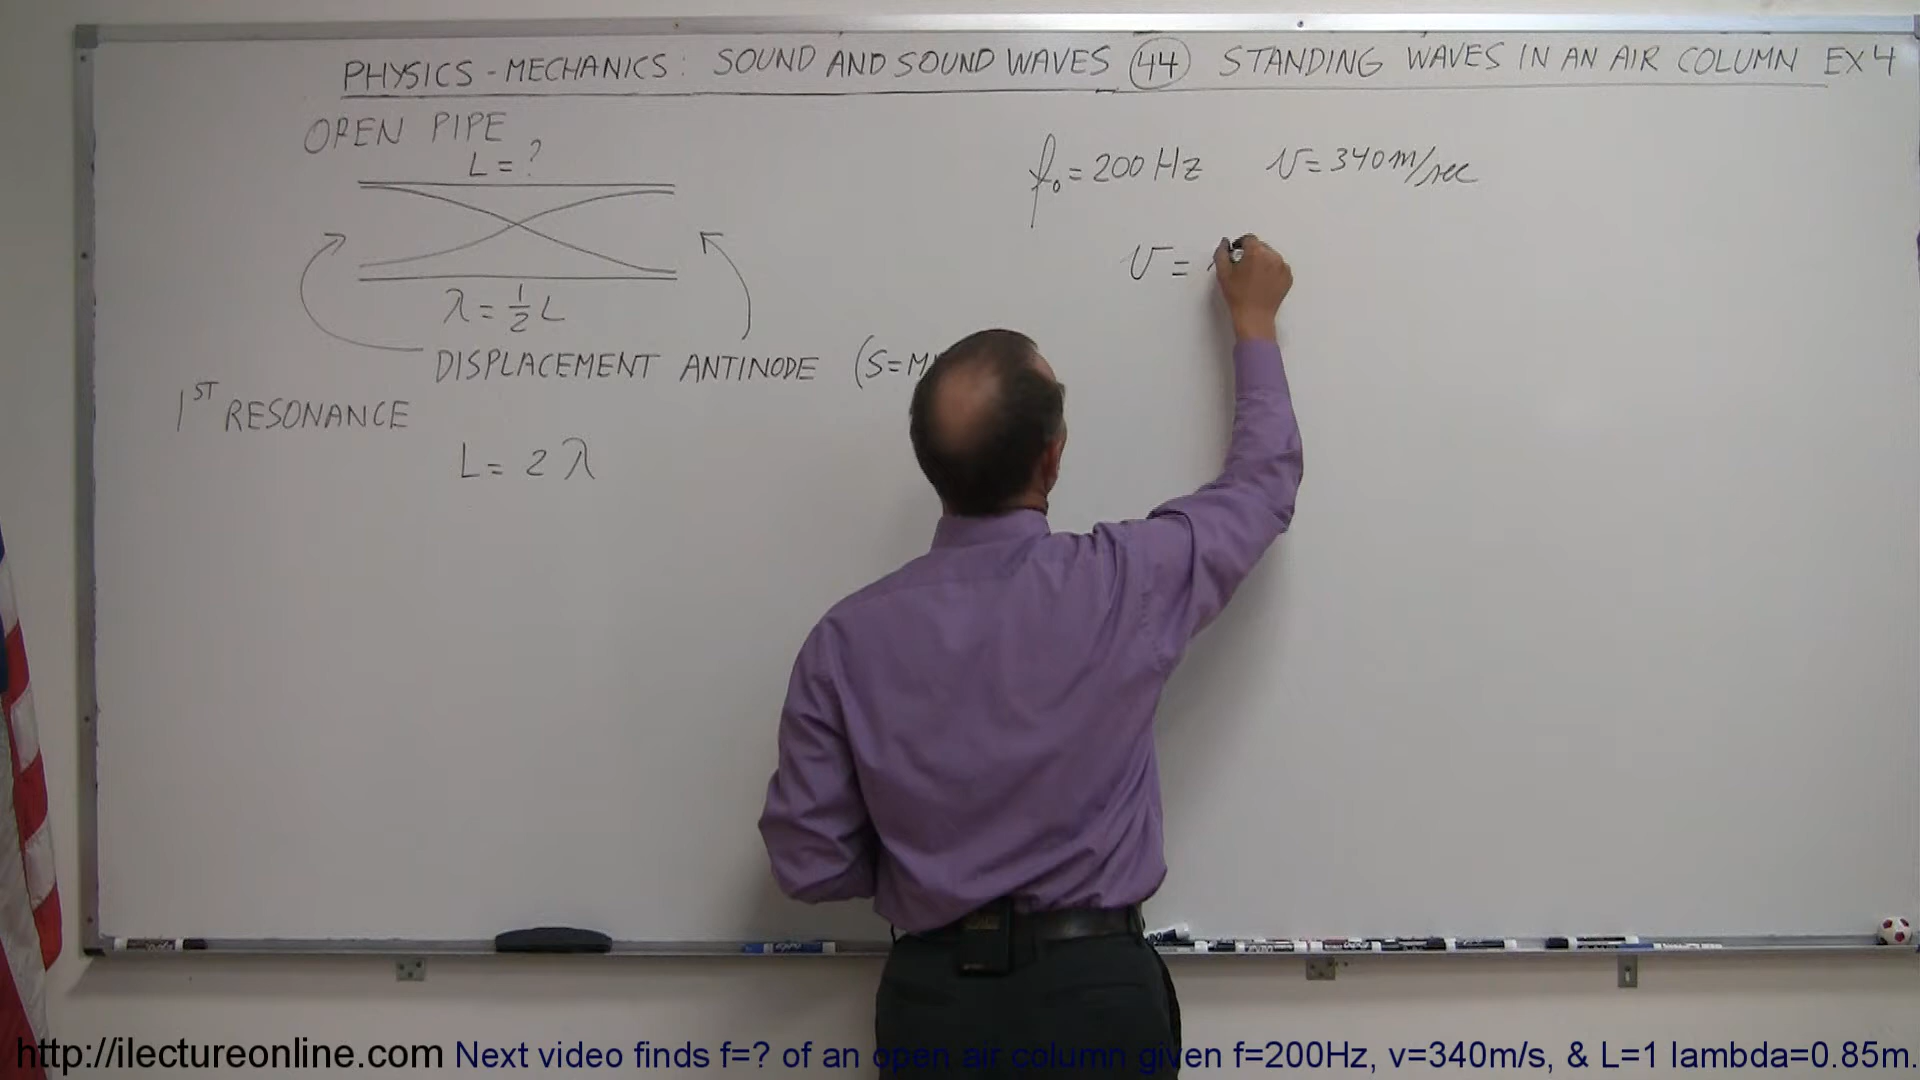 PHYSICS - MECHANICS: SOUND AND SOUND WAVES 44 STANDING WAVES IN AN AIR COLUMN EX 4
OPEN PIPE
L = ?
λ = 1/2 L
DISPLACEMENT ANTINODE (S=M
1ST RESONANCE
L = 2 λ
f₀ = 200 Hz v = 340 m/sec
v =
http://ilectureonline.com Next video finds f=? of an open air column given f=200Hz, v=340m/s, & L=1 lambda=0.85m.